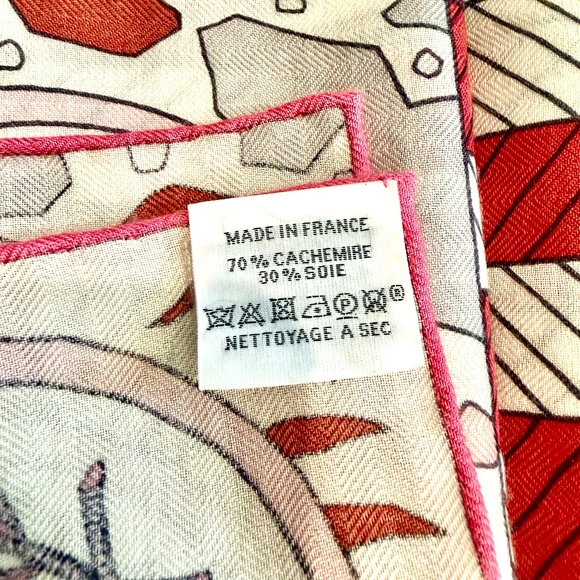 MADE IN FRANCE
70% CACHEMIRE
30% SOIE
®
NETTOYAGE A SEC